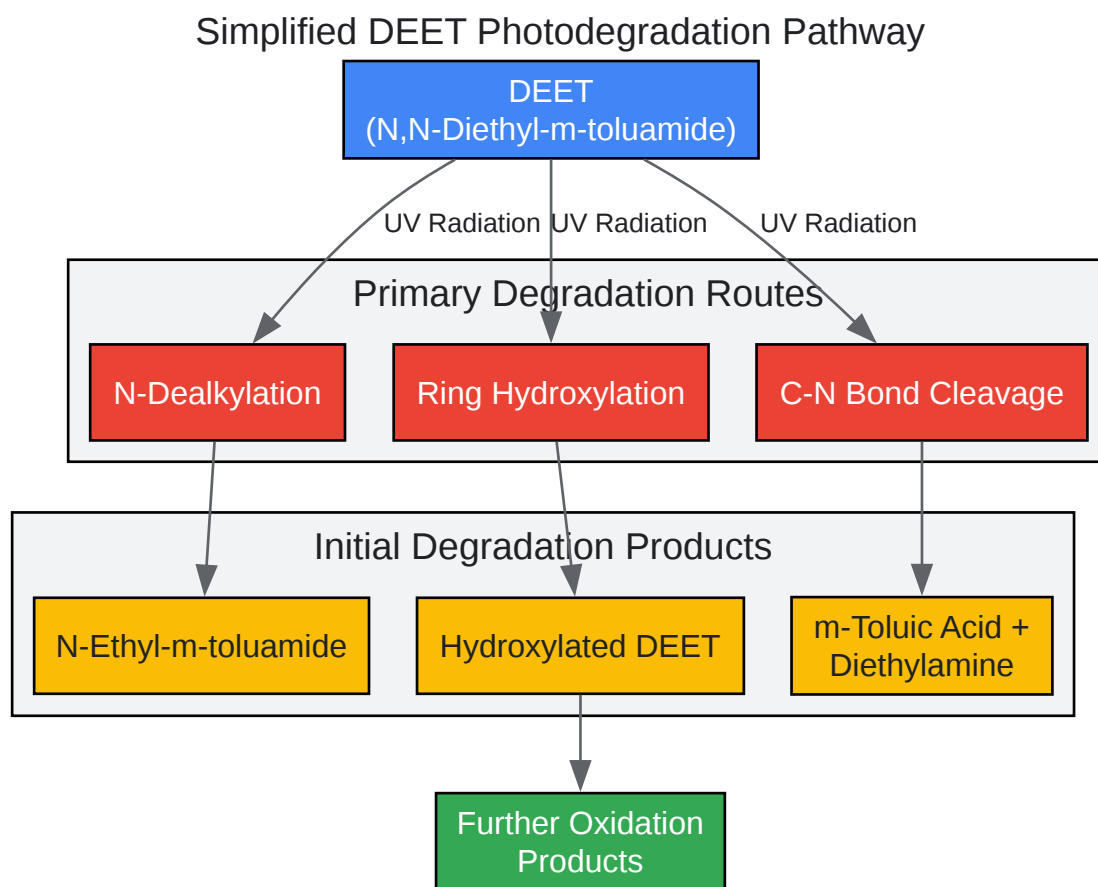 Simplified DEET Photodegradation Pathway
DEET
(N,N-Diethyl-m-toluamide)
UV Radiation
UV Radiation
UV Radiation
Primary Degradation Routes
N-Dealkylation
Ring Hydroxylation
C-N Bond Cleavage
Initial Degradation Products
N-Ethyl-m-toluamide
Hydroxylated DEET
m-Toluic Acid +
Diethylamine
Further Oxidation
Products